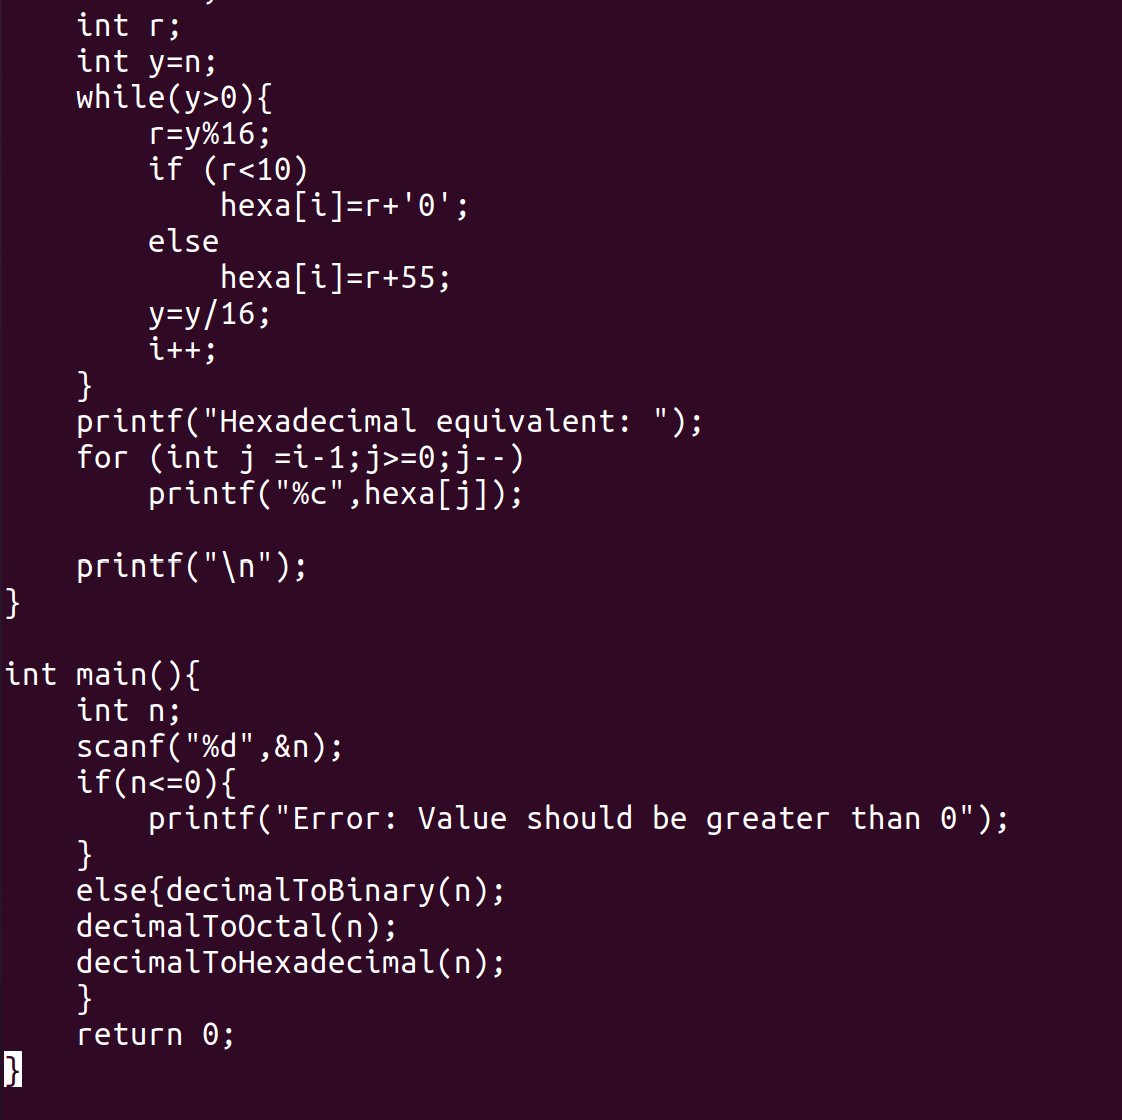 int r;
int y=n;
while(y>0){
r=y%16;
if (r<10)
hexa[i]=r+'0';
else
hexa[i]=r+55;
y=y/16;
i++;
}
printf("Hexadecimal equivalent: ");
for (int j =i-1;j>=0;j--)
printf("%c",hexa[j]);
printf("\n");
}
int main(){
int n;
scanf("%d",&n);
if(n<=0){
printf("Error: Value should be greater than 0");
}
else{decimalToBinary(n);
decimalToOctal(n);
decimalToHexadecimal(n);
}
return 0;
}